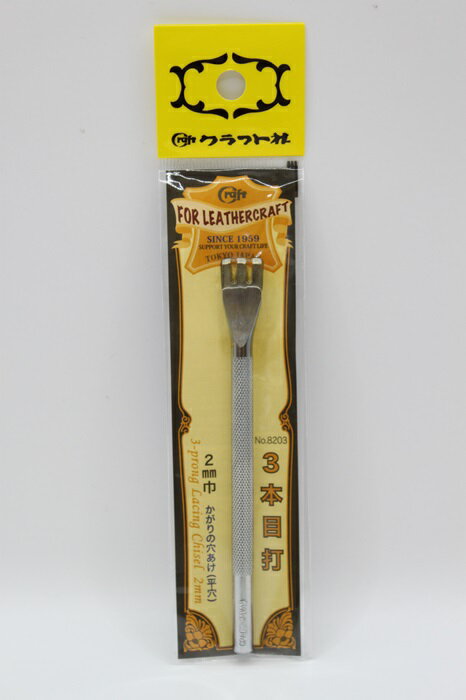 Craft クラフト社
Craft
FOR LEATHERCRAFT
SINCE 1959
SUPPORT YOUR CRAFT LIFE
TOKYO JAPAN
No.8203
3本目打
2mm巾 かがりの穴あけ(平穴)
3-prong Lacing Chisel 2mm